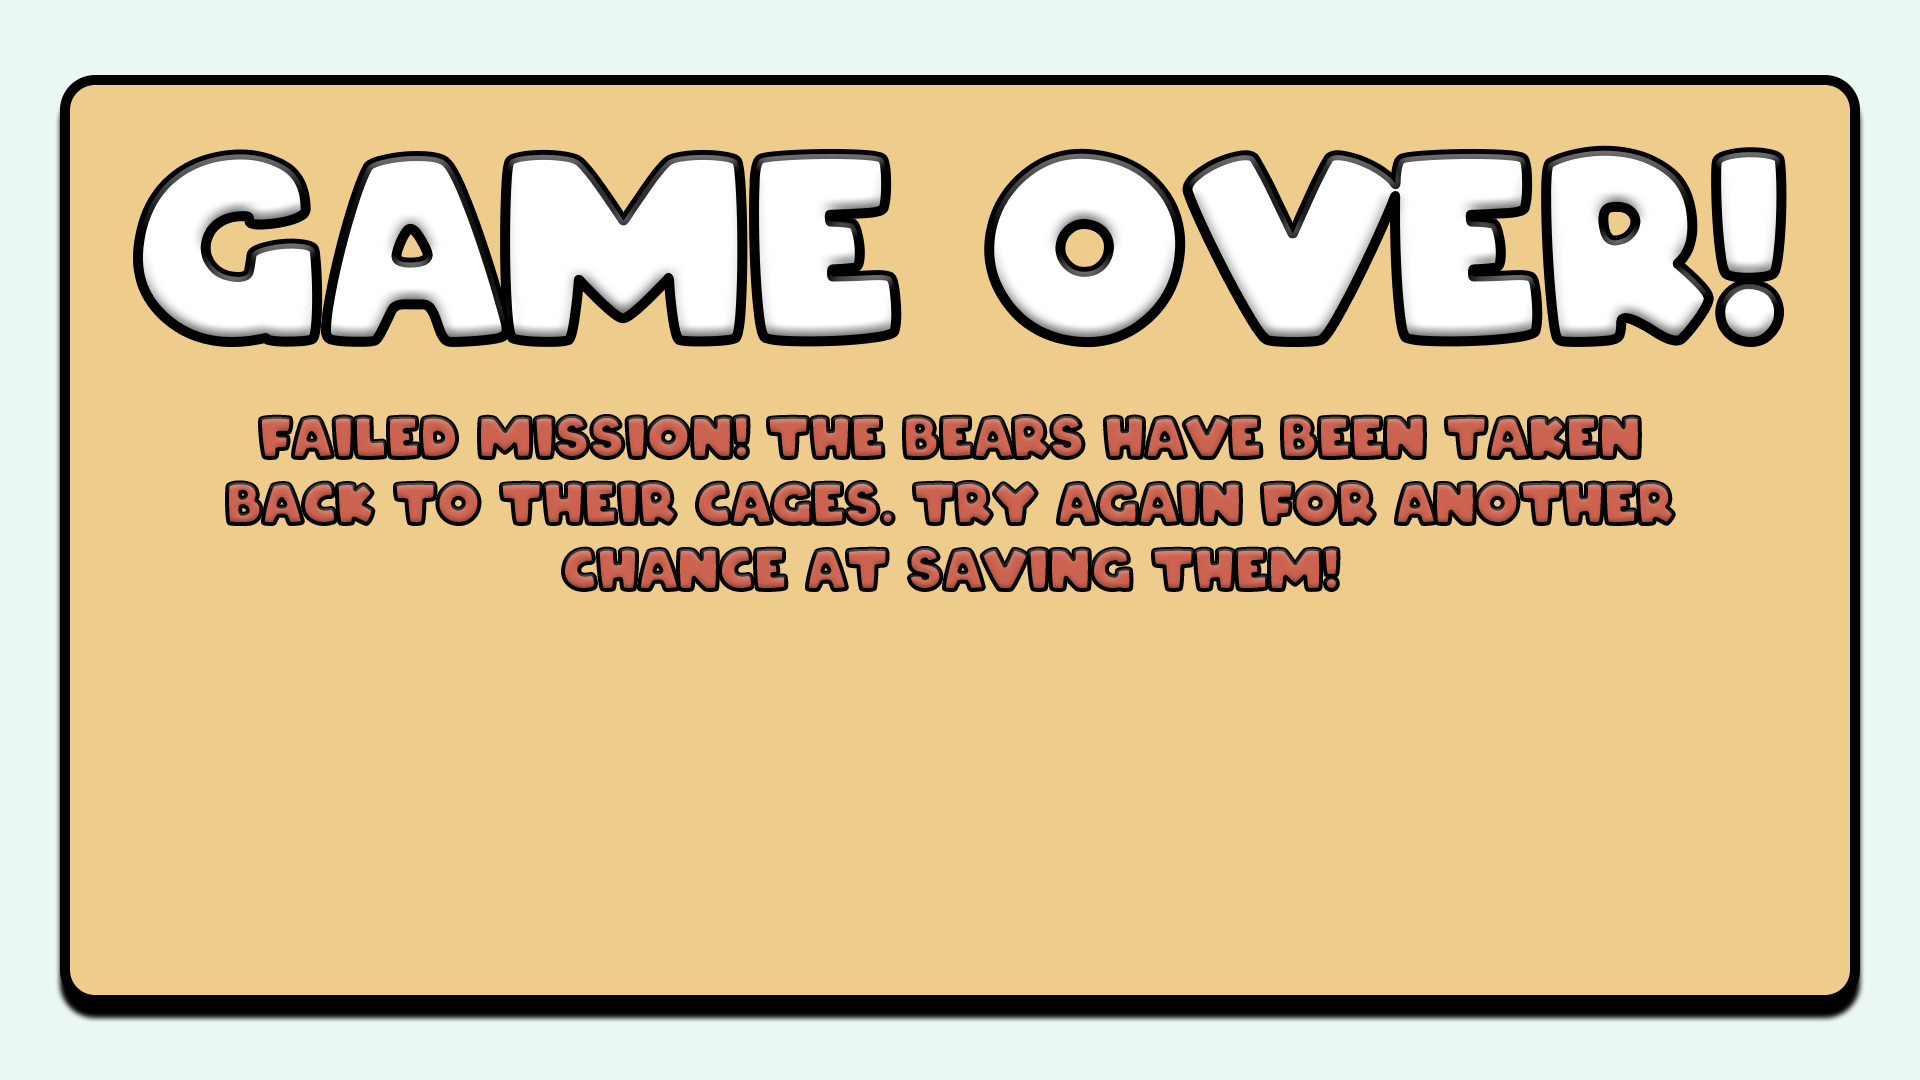 GAME OVER!
FAILED MISSION! THE BEARS HAVE BEEN TAKEN
BACK TO THEIR CAGES. TRY AGAIN FOR ANOTHER
CHANCE AT SAVING THEM!